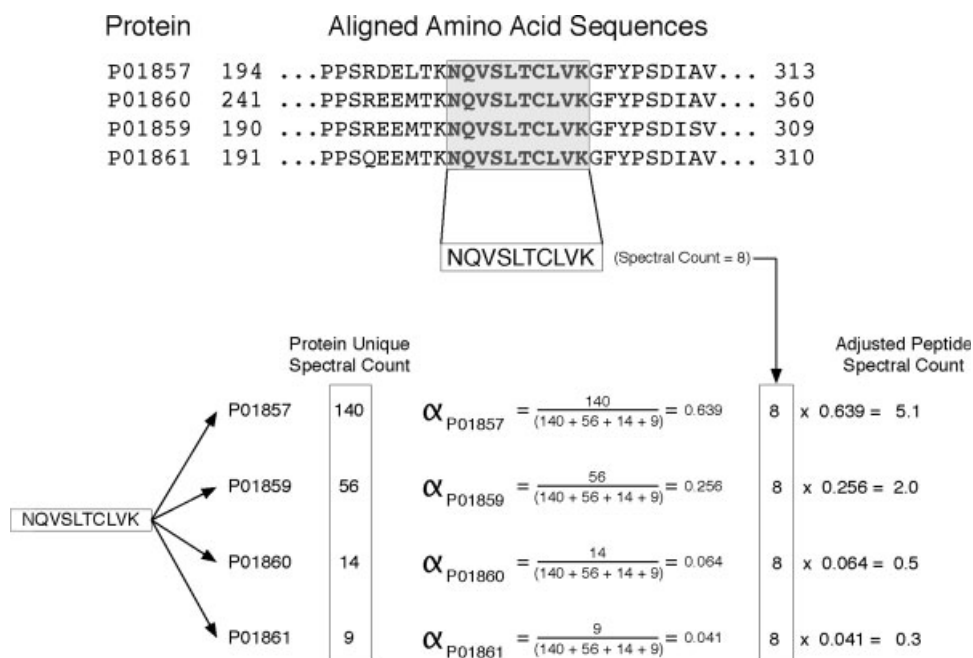 Protein Aligned Amino Acid Sequences
P01857 194 ...PPSRDELTKNQVSLTCLVKGFYPSDIAV... 313
P01860 241 ...PPSREEMTKNQVSLTCLVKGFYPSDIAV... 360
P01859 190 ...PPSREEMTKNQVSLTCLVKGFYPSDISV... 309
P01861 191 ...PPSQEEMTKNQVSLTCLVKGFYPSDIAV... 310
NQVSLTCLVK (Spectral Count = 8)
Protein Unique
Spectral Count
Adjusted Peptide
Spectral Count
P01857 140 α P01857 = 140 / (140 + 56 + 14 + 9) = 0.639 8 x 0.639 = 5.1
P01859 56 α P01859 = 56 / (140 + 56 + 14 + 9) = 0.256 8 x 0.256 = 2.0
NQVSLTCLVK
P01860 14 α P01860 = 14 / (140 + 56 + 14 + 9) = 0.064 8 x 0.064 = 0.5
P01861 9 α P01861 = 9 / (140 + 56 + 14 + 9) = 0.041 8 x 0.041 = 0.3